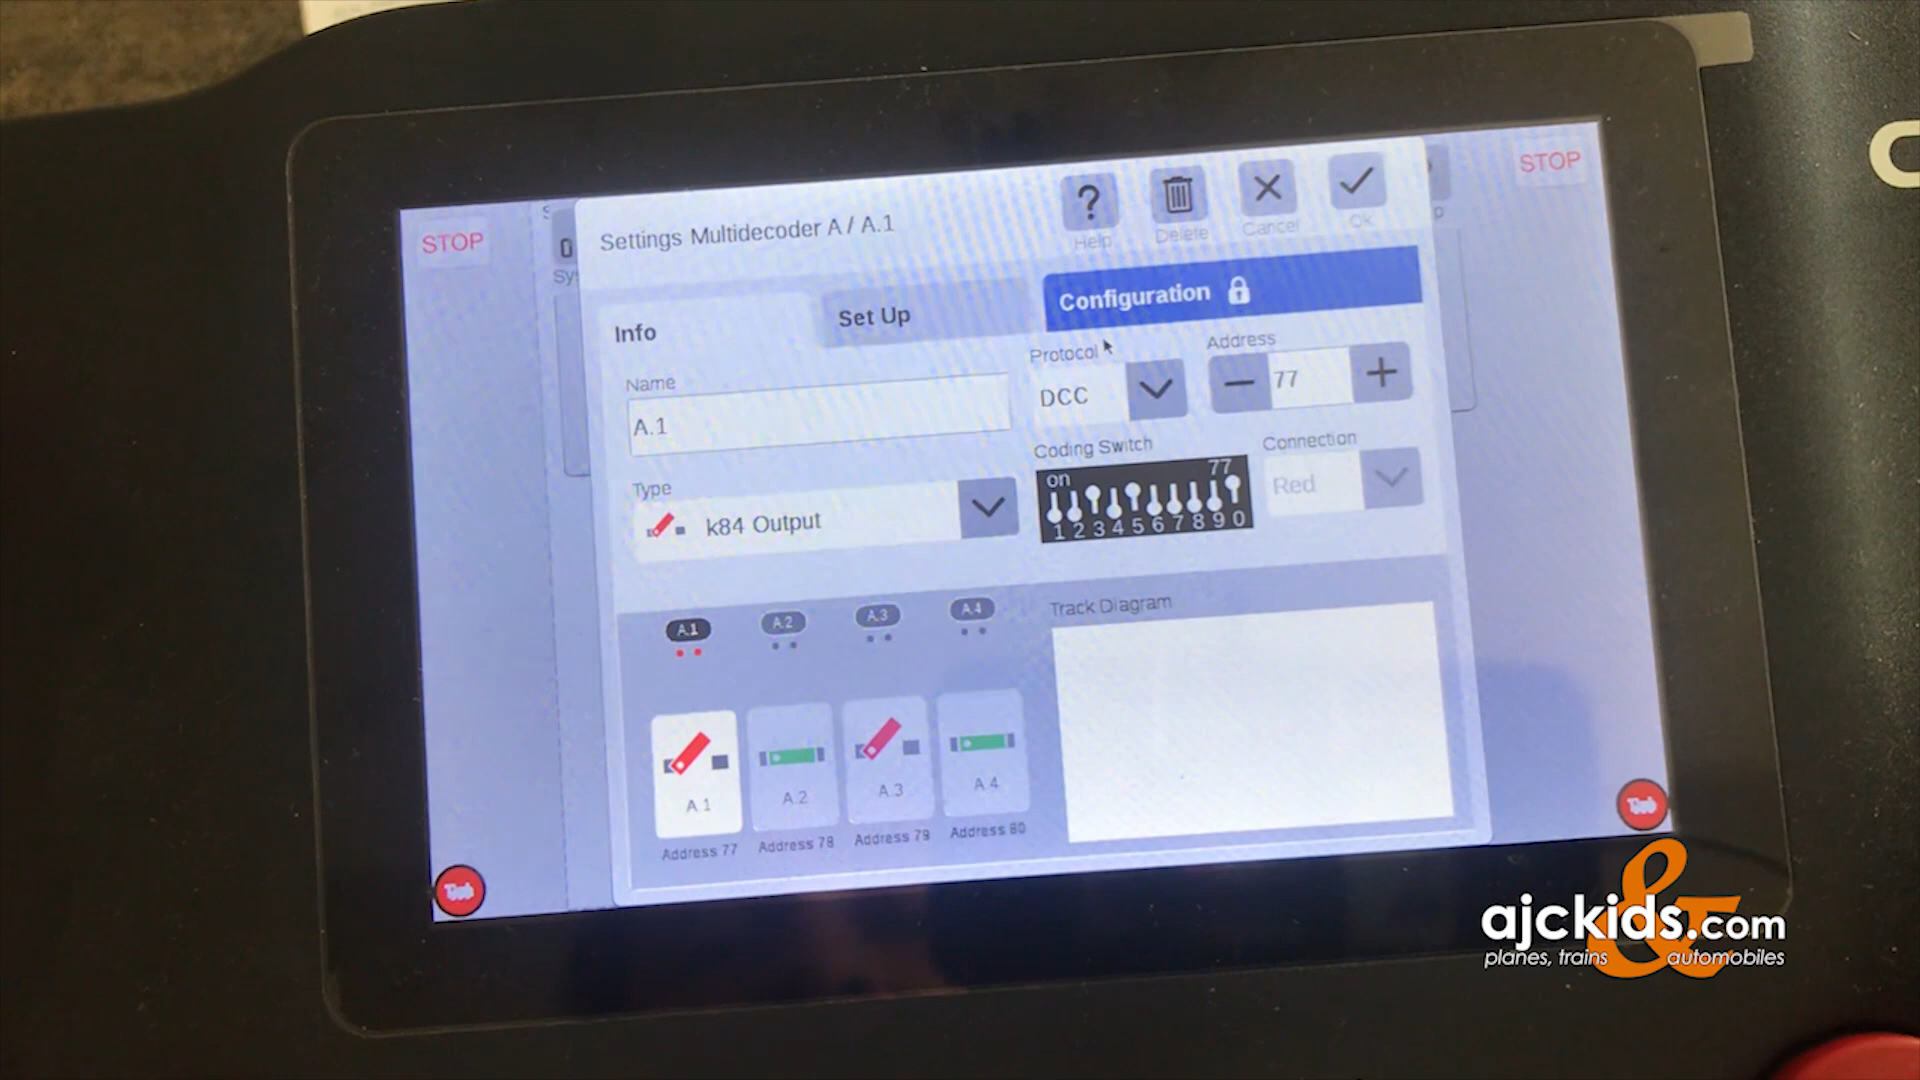 STOP
STOP
Settings Multidecoder A / A.1
Help
Delete
Cancel
Ok
Info
Set Up
Configuration
Name
A.1
Protocol
DCC
Address
77
Type
k84 Output
Coding Switch
on
77
1 2 3 4 5 6 7 8 9 0
Connection
Red
A.1
A.2
A.3
A.4
Track Diagram
A.1
A.2
A.3
A.4
Address 77
Address 78
Address 79
Address 80
ajckids.com
planes, trains & automobiles